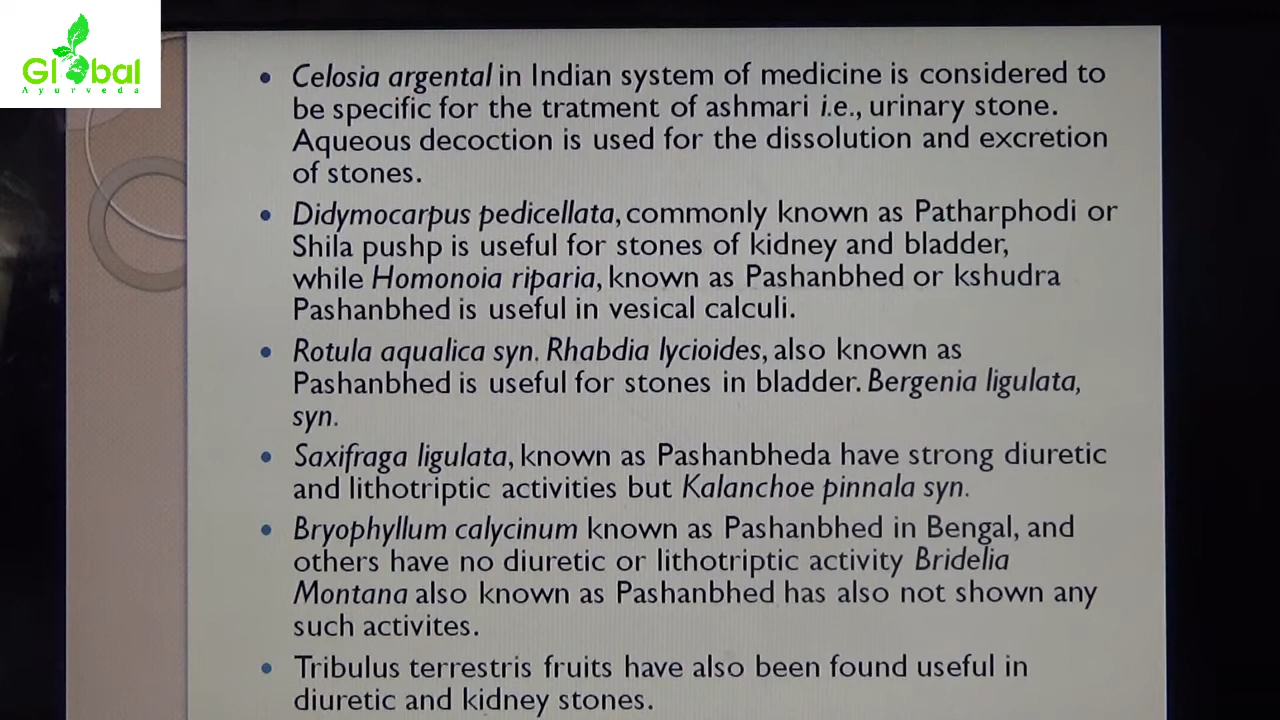 Global
Ayurveda
• Celosia argental in Indian system of medicine is considered to
be specific for the tratment of ashmari i.e., urinary stone.
Aqueous decoction is used for the dissolution and excretion
of stones.
• Didymocarpus pedicellata, commonly known as Patharphodi or
Shila pushp is useful for stones of kidney and bladder,
while Homonoia riparia, known as Pashanbhed or kshudra
Pashanbhed is useful in vesical calculi.
• Rotula aqualica syn. Rhabdia lycioides, also known as
Pashanbhed is useful for stones in bladder. Bergenia ligulata,
syn.
• Saxifraga ligulata, known as Pashanbheda have strong diuretic
and lithotriptic activities but Kalanchoe pinnala syn.
• Bryophyllum calycinum known as Pashanbhed in Bengal, and
others have no diuretic or lithotriptic activity Bridelia
Montana also known as Pashanbhed has also not shown any
such activites.
• Tribulus terrestris fruits have also been found useful in
diuretic and kidney stones.